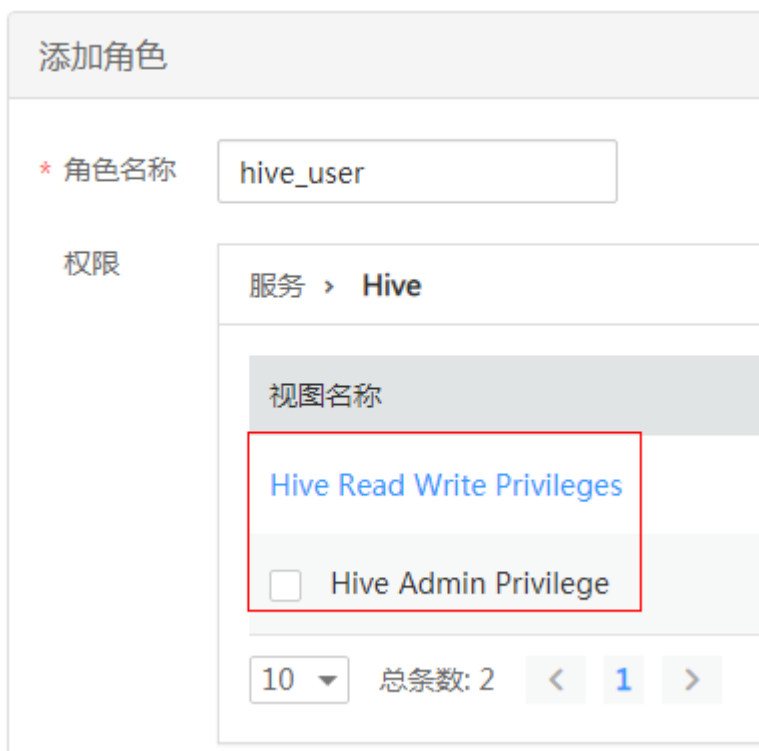 添加角色
* 角色名称 hive_user
权限
服务 › Hive
视图名称
Hive Read Write Privileges
Hive Admin Privilege
10 总条数: 2 < 1 >